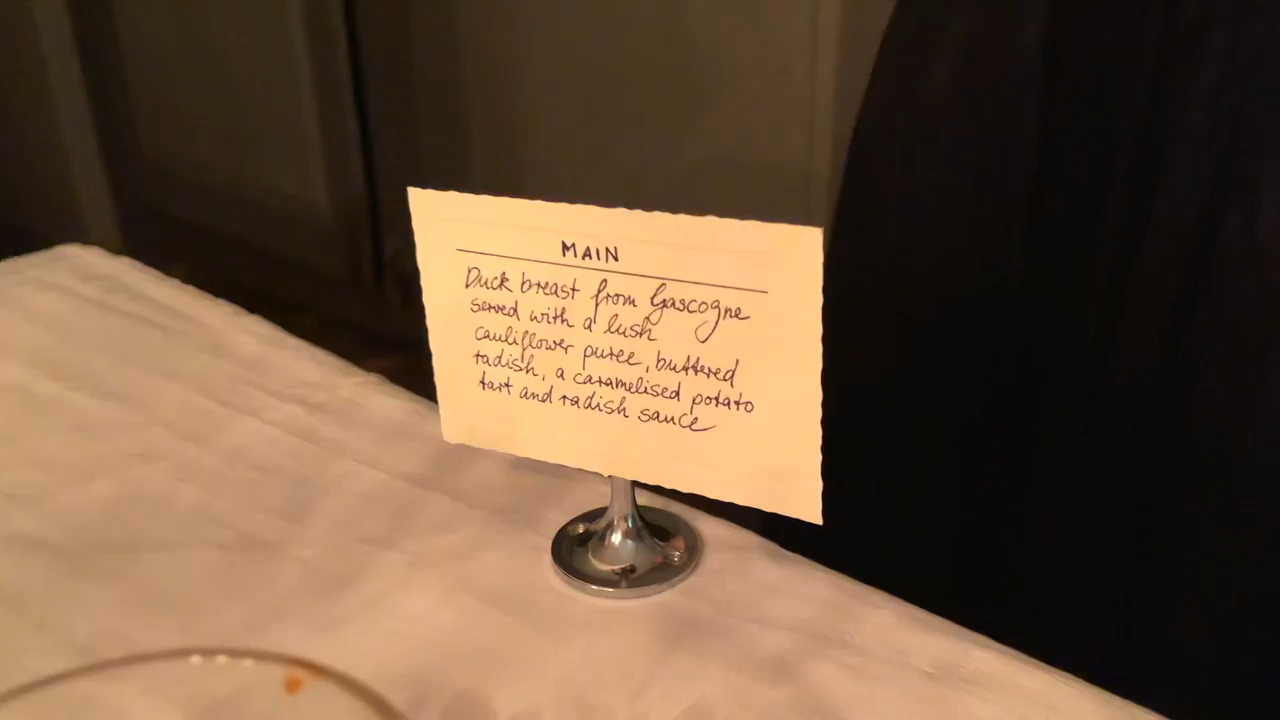 MAIN
Duck breast from Gascogne
served with a lush
cauliflower puree, buttered
radish, a caramelised potato
tart and radish sauce